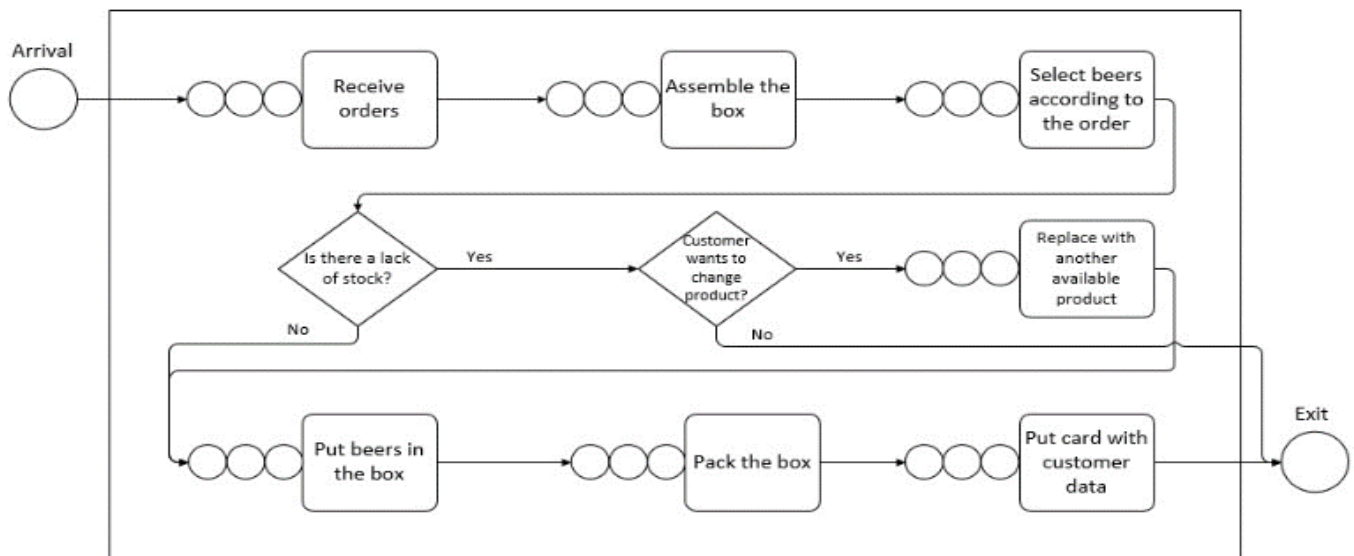 Arrival
Receive
orders
Assemble the
box
Select beers
according to
the order
Is there a lack
of stock?
Yes
Customer
wants to
change
product?
Yes
Replace with
another
available
product
No
No
Put beers in
the box
Pack the box
Put card with
customer
data
Exit